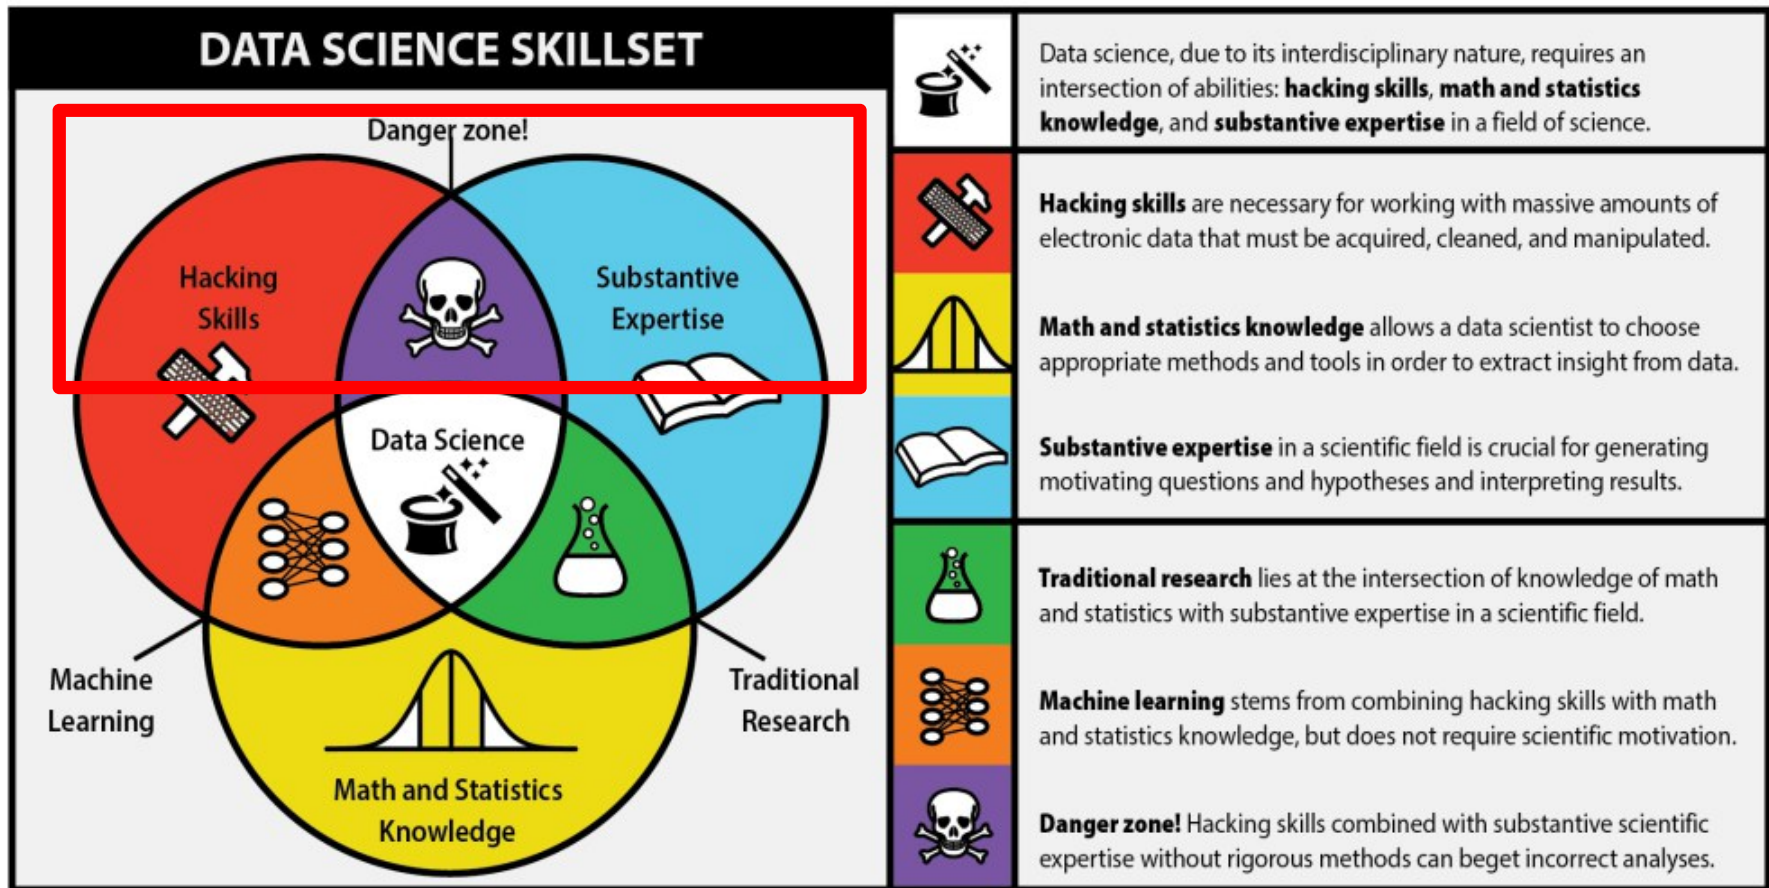 DATA SCIENCE SKILLSET
Danger zone!
Hacking
Skills
Substantive
Expertise
Data Science
Machine
Learning
Traditional
Research
Math and Statistics
Knowledge
Data science, due to its interdisciplinary nature, requires an
intersection of abilities: hacking skills, math and statistics
knowledge, and substantive expertise in a field of science.
Hacking skills are necessary for working with massive amounts of
electronic data that must be acquired, cleaned, and manipulated.
Math and statistics knowledge allows a data scientist to choose
appropriate methods and tools in order to extract insight from data.
Substantive expertise in a scientific field is crucial for generating
motivating questions and hypotheses and interpreting results.
Traditional research lies at the intersection of knowledge of math
and statistics with substantive expertise in a scientific field.
Machine learning stems from combining hacking skills with math
and statistics knowledge, but does not require scientific motivation.
Danger zone! Hacking skills combined with substantive scientific
expertise without rigorous methods can beget incorrect analyses.